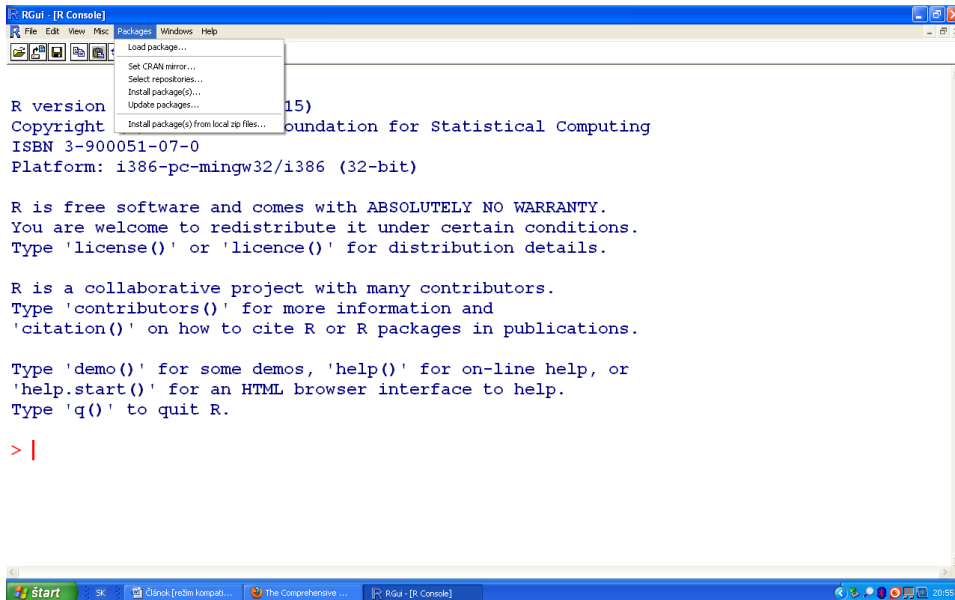 RGui - [R Console]
File Edit View Misc Packages Windows Help
Load package...
Set CRAN mirror...
Select repositories...
Install package(s)...
Update packages...
Install package(s) from local zip files...
R version 15)
Copyright oundation for Statistical Computing
ISBN 3-900051-07-0
Platform: i386-pc-mingw32/i386 (32-bit)
R is free software and comes with ABSOLUTELY NO WARRANTY.
You are welcome to redistribute it under certain conditions.
Type 'license()' or 'licence()' for distribution details.
R is a collaborative project with many contributors.
Type 'contributors()' for more information and
'citation()' on how to cite R or R packages in publications.
Type 'demo()' for some demos, 'help()' for on-line help, or
'help.start()' for an HTML browser interface to help.
Type 'q()' to quit R.
>
štart SK Článok [režim kompati... The Comprehensive ... RGui - [R Console] 20:55